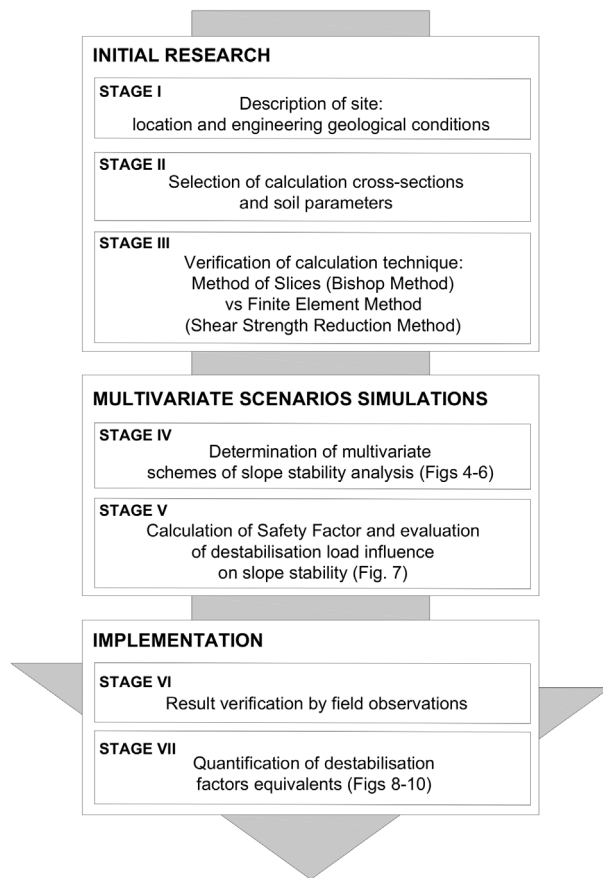 INITIAL RESEARCH
STAGE I
Description of site:
location and engineering geological conditions
STAGE II
Selection of calculation cross-sections
and soil parameters
STAGE III
Verification of calculation technique:
Method of Slices (Bishop Method)
vs Finite Element Method
(Shear Strength Reduction Method)
MULTIVARIATE SCENARIOS SIMULATIONS
STAGE IV
Determination of multivariate
schemes of slope stability analysis (Figs 4-6)
STAGE V
Calculation of Safety Factor and evaluation
of destabilisation load influence
on slope stability (Fig. 7)
IMPLEMENTATION
STAGE VI
Result verification by field observations
STAGE VII
Quantification of destabilisation
factors equivalents (Figs 8-10)